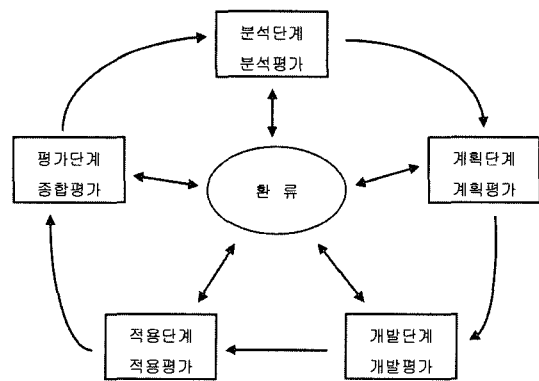 분석단계
분석평가
평가단계
종합평가
환 류
계획단계
계획평가
적용단계
적용평가
개발단계
개발평가